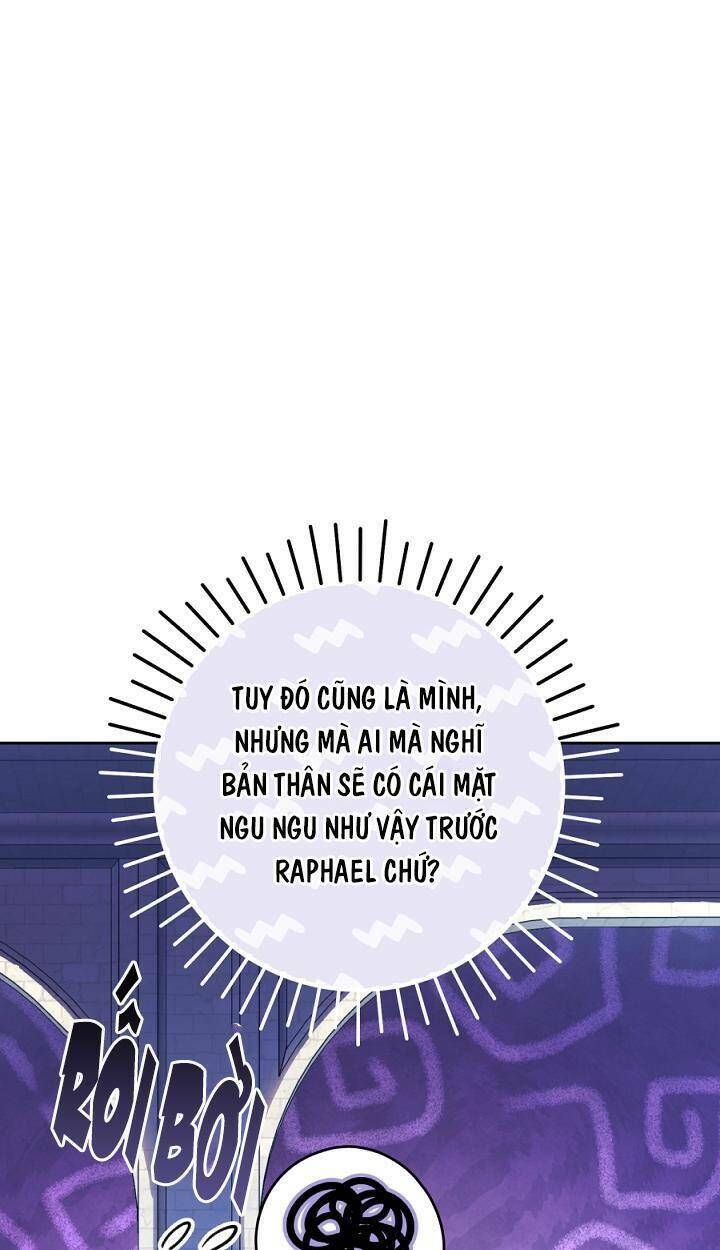 TUY ĐÓ CŨNG LÀ MÌNH,
NHƯNG MÀ AI MÀ NGHĨ
BẢN THÂN SẼ CÓ CÁI MẶT
NGU NGU NHƯ VẬY TRƯỚC
RAPHAEL CHỨ?
RỐI BỜI